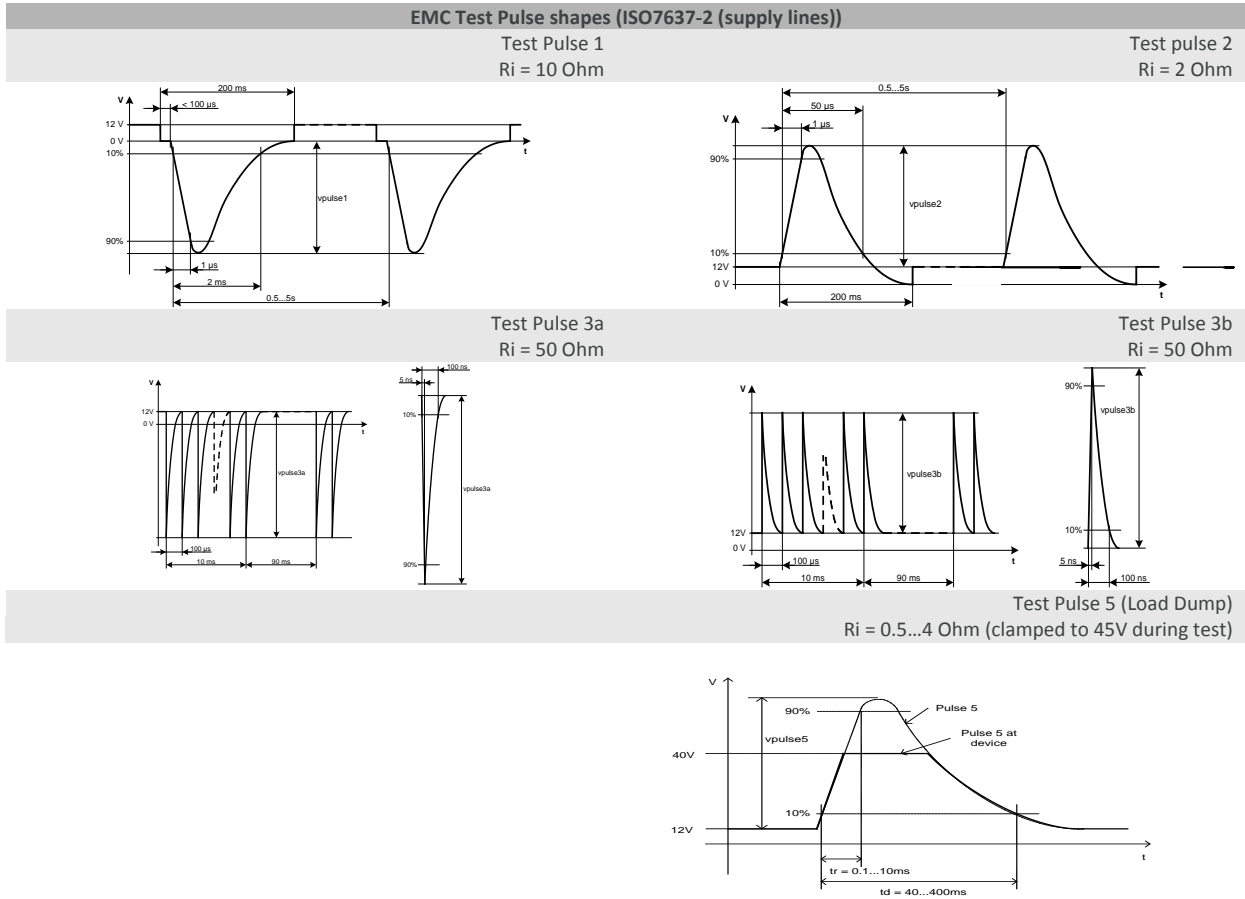 EMC Test Pulse shapes (ISO7637-2 (supply lines))
Test Pulse 1
Ri = 10 Ohm
Test pulse 2
Ri = 2 Ohm
200 ms
< 100 µs
V
12 V
0 V
10%
t
vpulse1
90%
1 µs
2 ms
0.5...5s
0.5...5s
50 µs
1 µs
V
90%
vpulse2
10%
12V
0 V
t
200 ms
Test Pulse 3a
Ri = 50 Ohm
Test Pulse 3b
Ri = 50 Ohm
V
12V
0 V
t
vpulse3a
100 µs
10 ms
90 ms
100 ns
5 ns
10%
vpulse3a
90%
V
vpulse3b
12V
0 V
t
100 µs
10 ms
90 ms
90%
vpulse3b
10%
5 ns
100 ns
Test Pulse 5 (Load Dump)
Ri = 0.5...4 Ohm (clamped to 45V during test)
V
90%
Pulse 5
vpulse5
Pulse 5 at
device
40V
10%
12V
t
tr = 0.1...10ms
td = 40...400ms